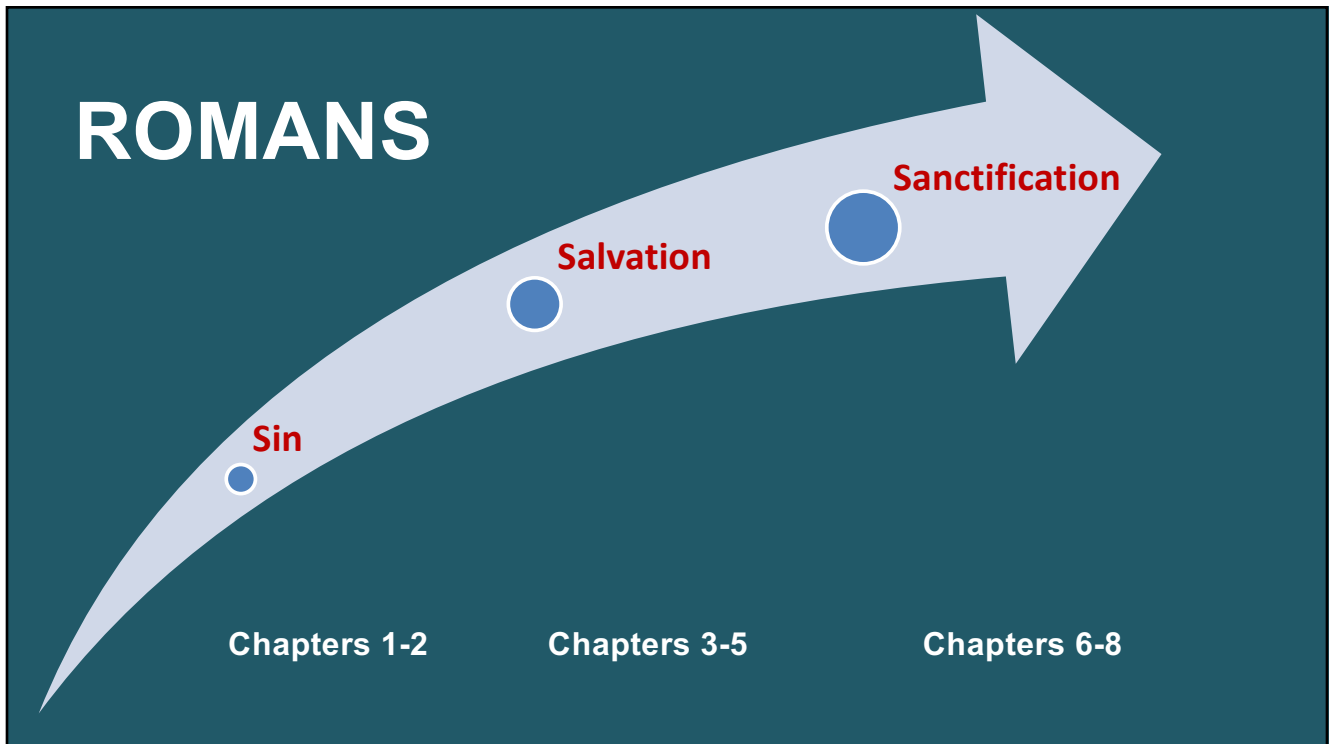 ROMANS
Sanctification
Salvation
Sin
Chapters 1-2
Chapters 3-5
Chapters 6-8